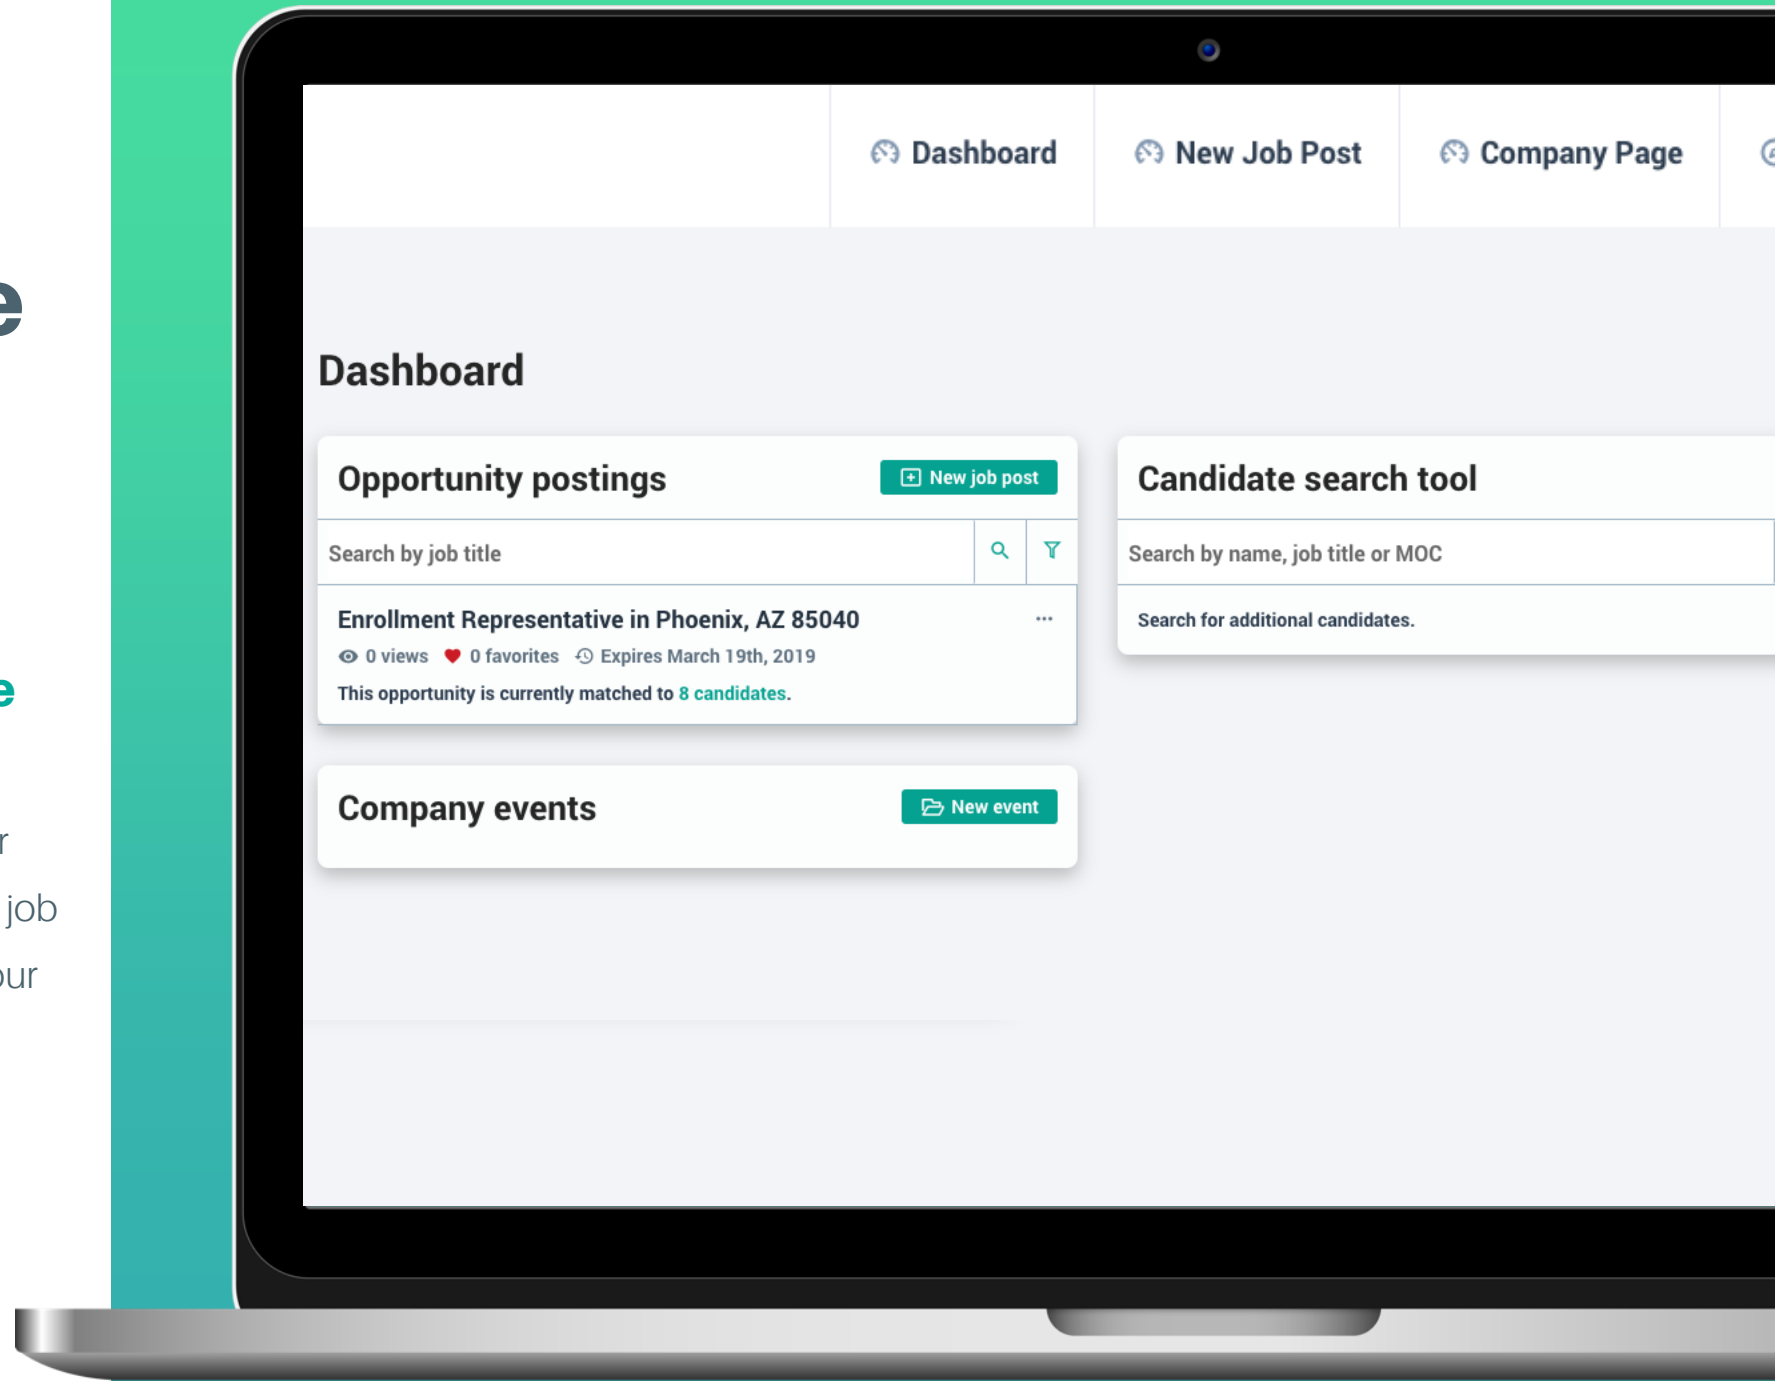 Dashboard New Job Post Company Page
Dashboard
Opportunity postings New job post
Search by job title
Enrollment Representative in Phoenix, AZ 85040
0 views 0 favorites Expires March 19th, 2019
This opportunity is currently matched to 8 candidates.
Company events New event
Candidate search tool
Search by name, job title or MOC
Search for additional candidates.
job